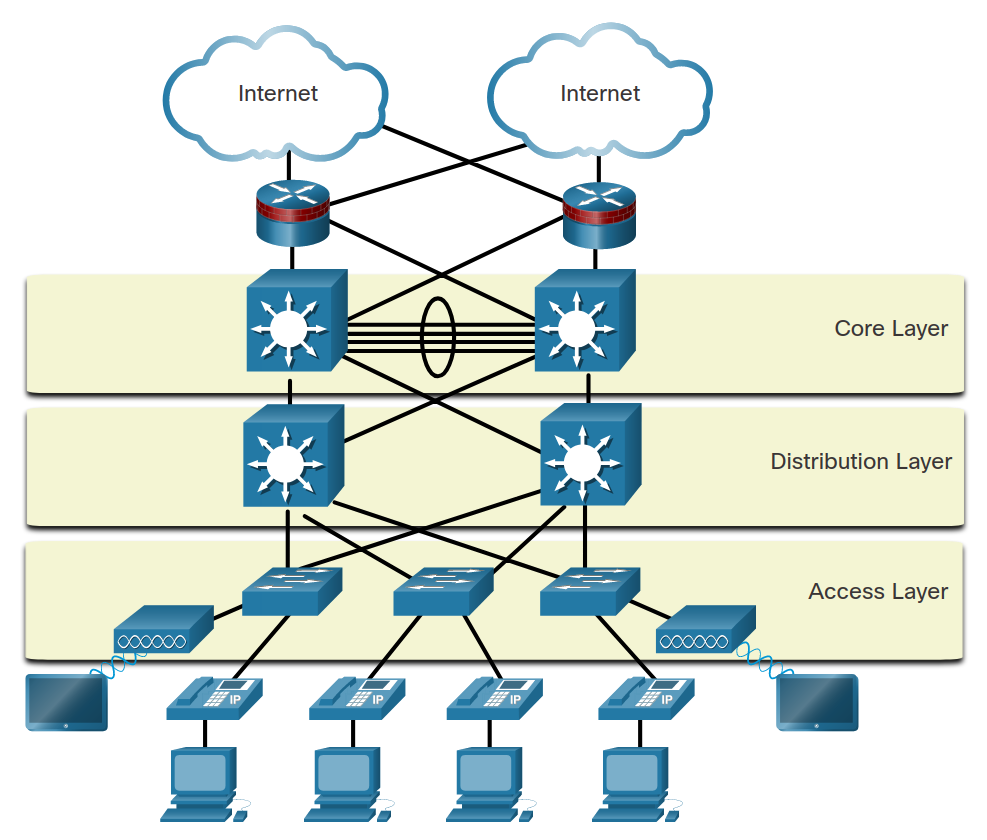 Internet
Internet
Core Layer
Distribution Layer
Access Layer
IP
IP
IP
IP